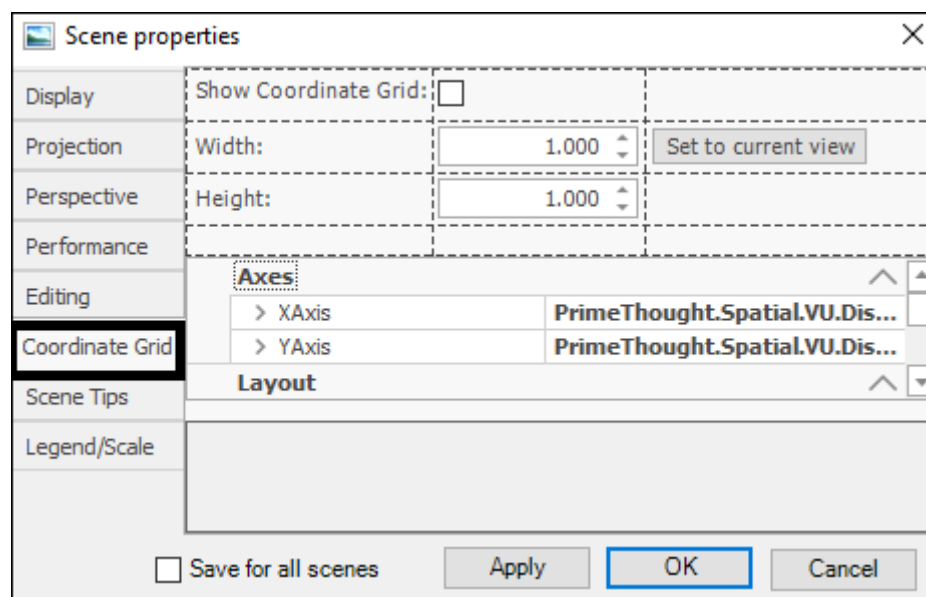 Scene properties
Display
Projection
Perspective
Performance
Editing
Coordinate Grid
Scene Tips
Legend/Scale
Show Coordinate Grid:
Width: 1.000 Set to current view
Height: 1.000
Axes
XAxis PrimeThought.Spatial.VU.Dis...
YAxis PrimeThought.Spatial.VU.Dis...
Layout
Save for all scenes Apply OK Cancel